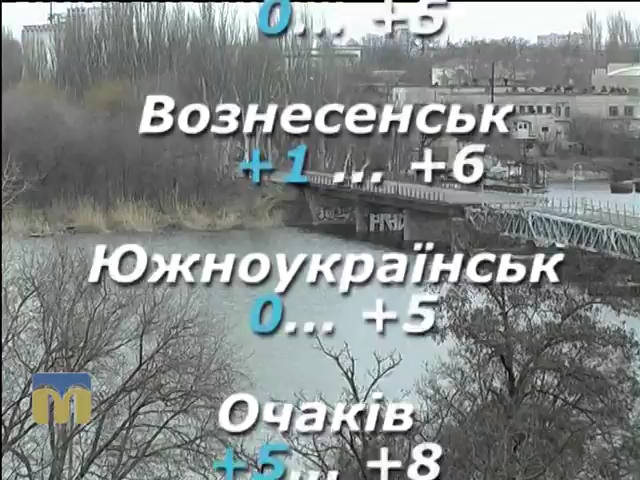 0... +5
Вознесенськ
+1 ... +6
Южноукраїнськ
0... +5
Очаків
+5... +8
m